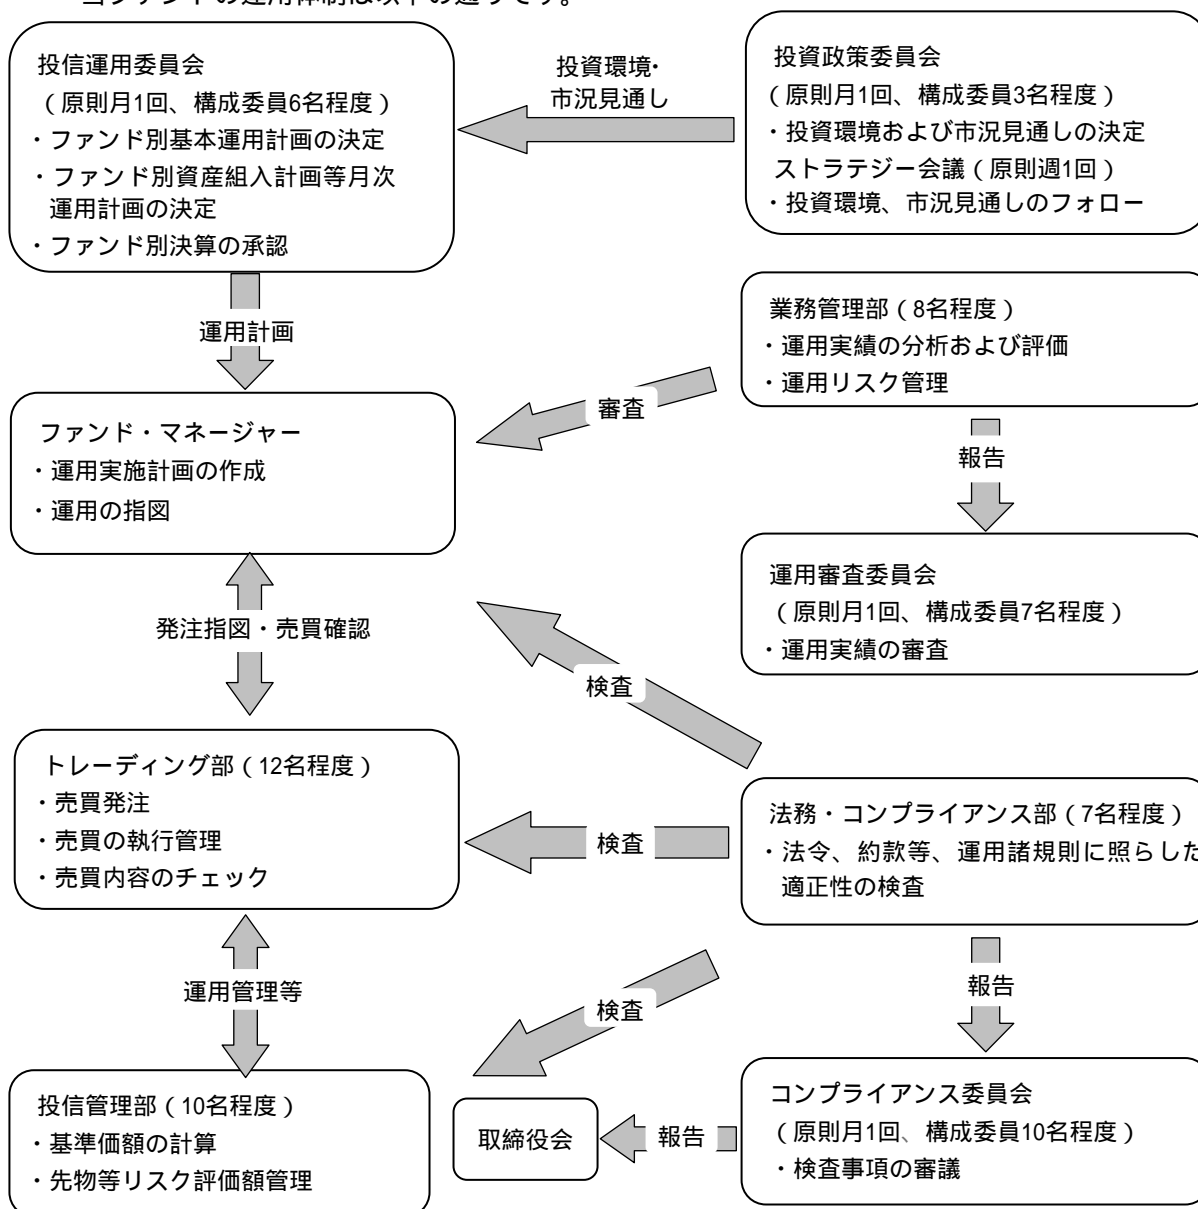 当ファンドの運用体制は以下の通りです。
投信運用委員会
（原則月1回、構成委員6名程度）
・ファンド別基本運用計画の決定
・ファンド別資産組入計画等月次
運用計画の決定
・ファンド別決算の承認
投資環境・
市況見通し
投資政策委員会
（原則月1回、構成委員3名程度）
・投資環境および市況見通しの決定
ストラテジー会議（原則週1回）
・投資環境、市況見通しのフォロー
運用計画
業務管理部（8名程度）
・運用実績の分析および評価
・運用リスク管理
審査
ファンド・マネージャー
・運用実施計画の作成
・運用の指図
報告
運用審査委員会
（原則月1回、構成委員7名程度）
・運用実績の審査
発注指図・売買確認
検査
トレーディング部（12名程度）
・売買発注
・売買の執行管理
・売買内容のチェック
検査
法務・コンプライアンス部（7名程度）
・法令、約款等、運用諸規則に照らした
適正性の検査
運用管理等
検査
報告
投信管理部（10名程度）
・基準価額の計算
・先物等リスク評価額管理
取締役会
報告
コンプライアンス委員会
（原則月1回、構成委員10名程度）
・検査事項の審議